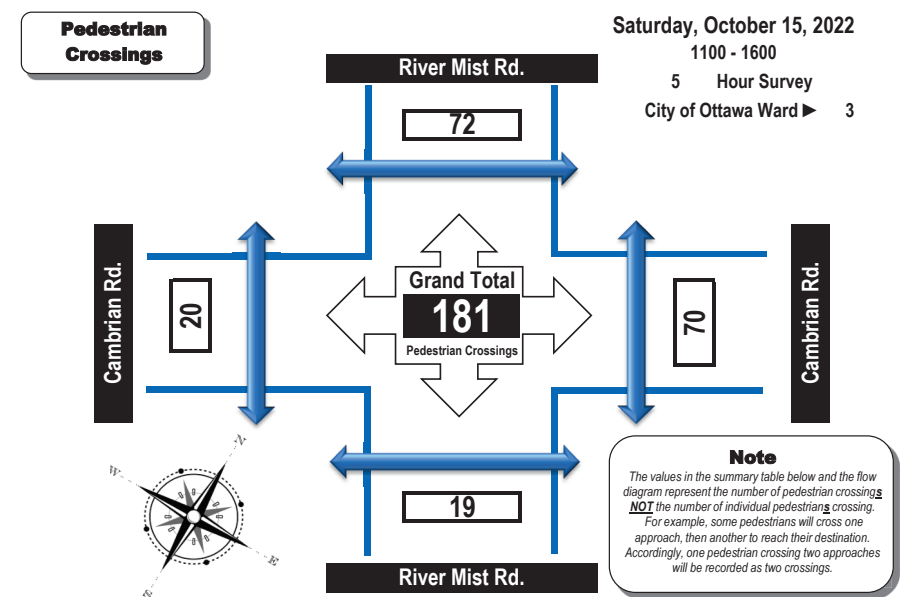 Pedestrian
Crossings
Saturday, October 15, 2022
1100 - 1600
5 Hour Survey
City of Ottawa Ward ► 3
River Mist Rd.
72
Cambrian Rd.
20
Grand Total
181
Pedestrian Crossings
70
Cambrian Rd.
19
River Mist Rd.
N
W
E
S
Note
The values in the summary table below and the flow
diagram represent the number of pedestrian crossings
NOT the number of individual pedestrians crossing.
For example, some pedestrians will cross one
approach, then another to reach their destination.
Accordingly, one pedestrian crossing two approaches
will be recorded as two crossings.